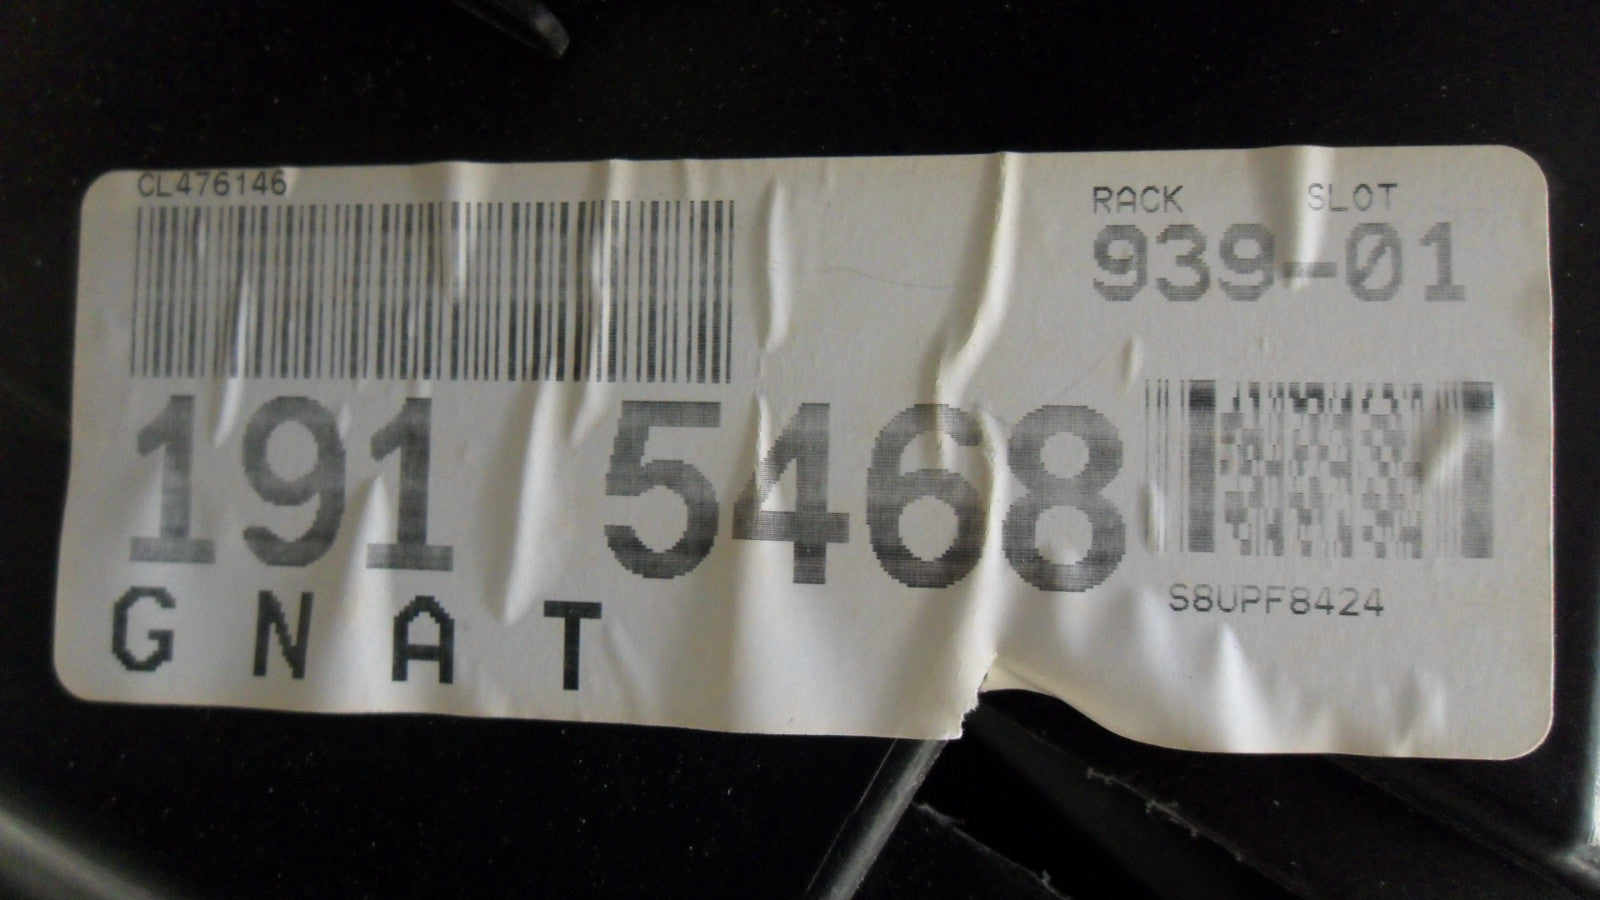 CL476146
RACK SLOT
939-01
191 5468
S8UPF8424
G N A T